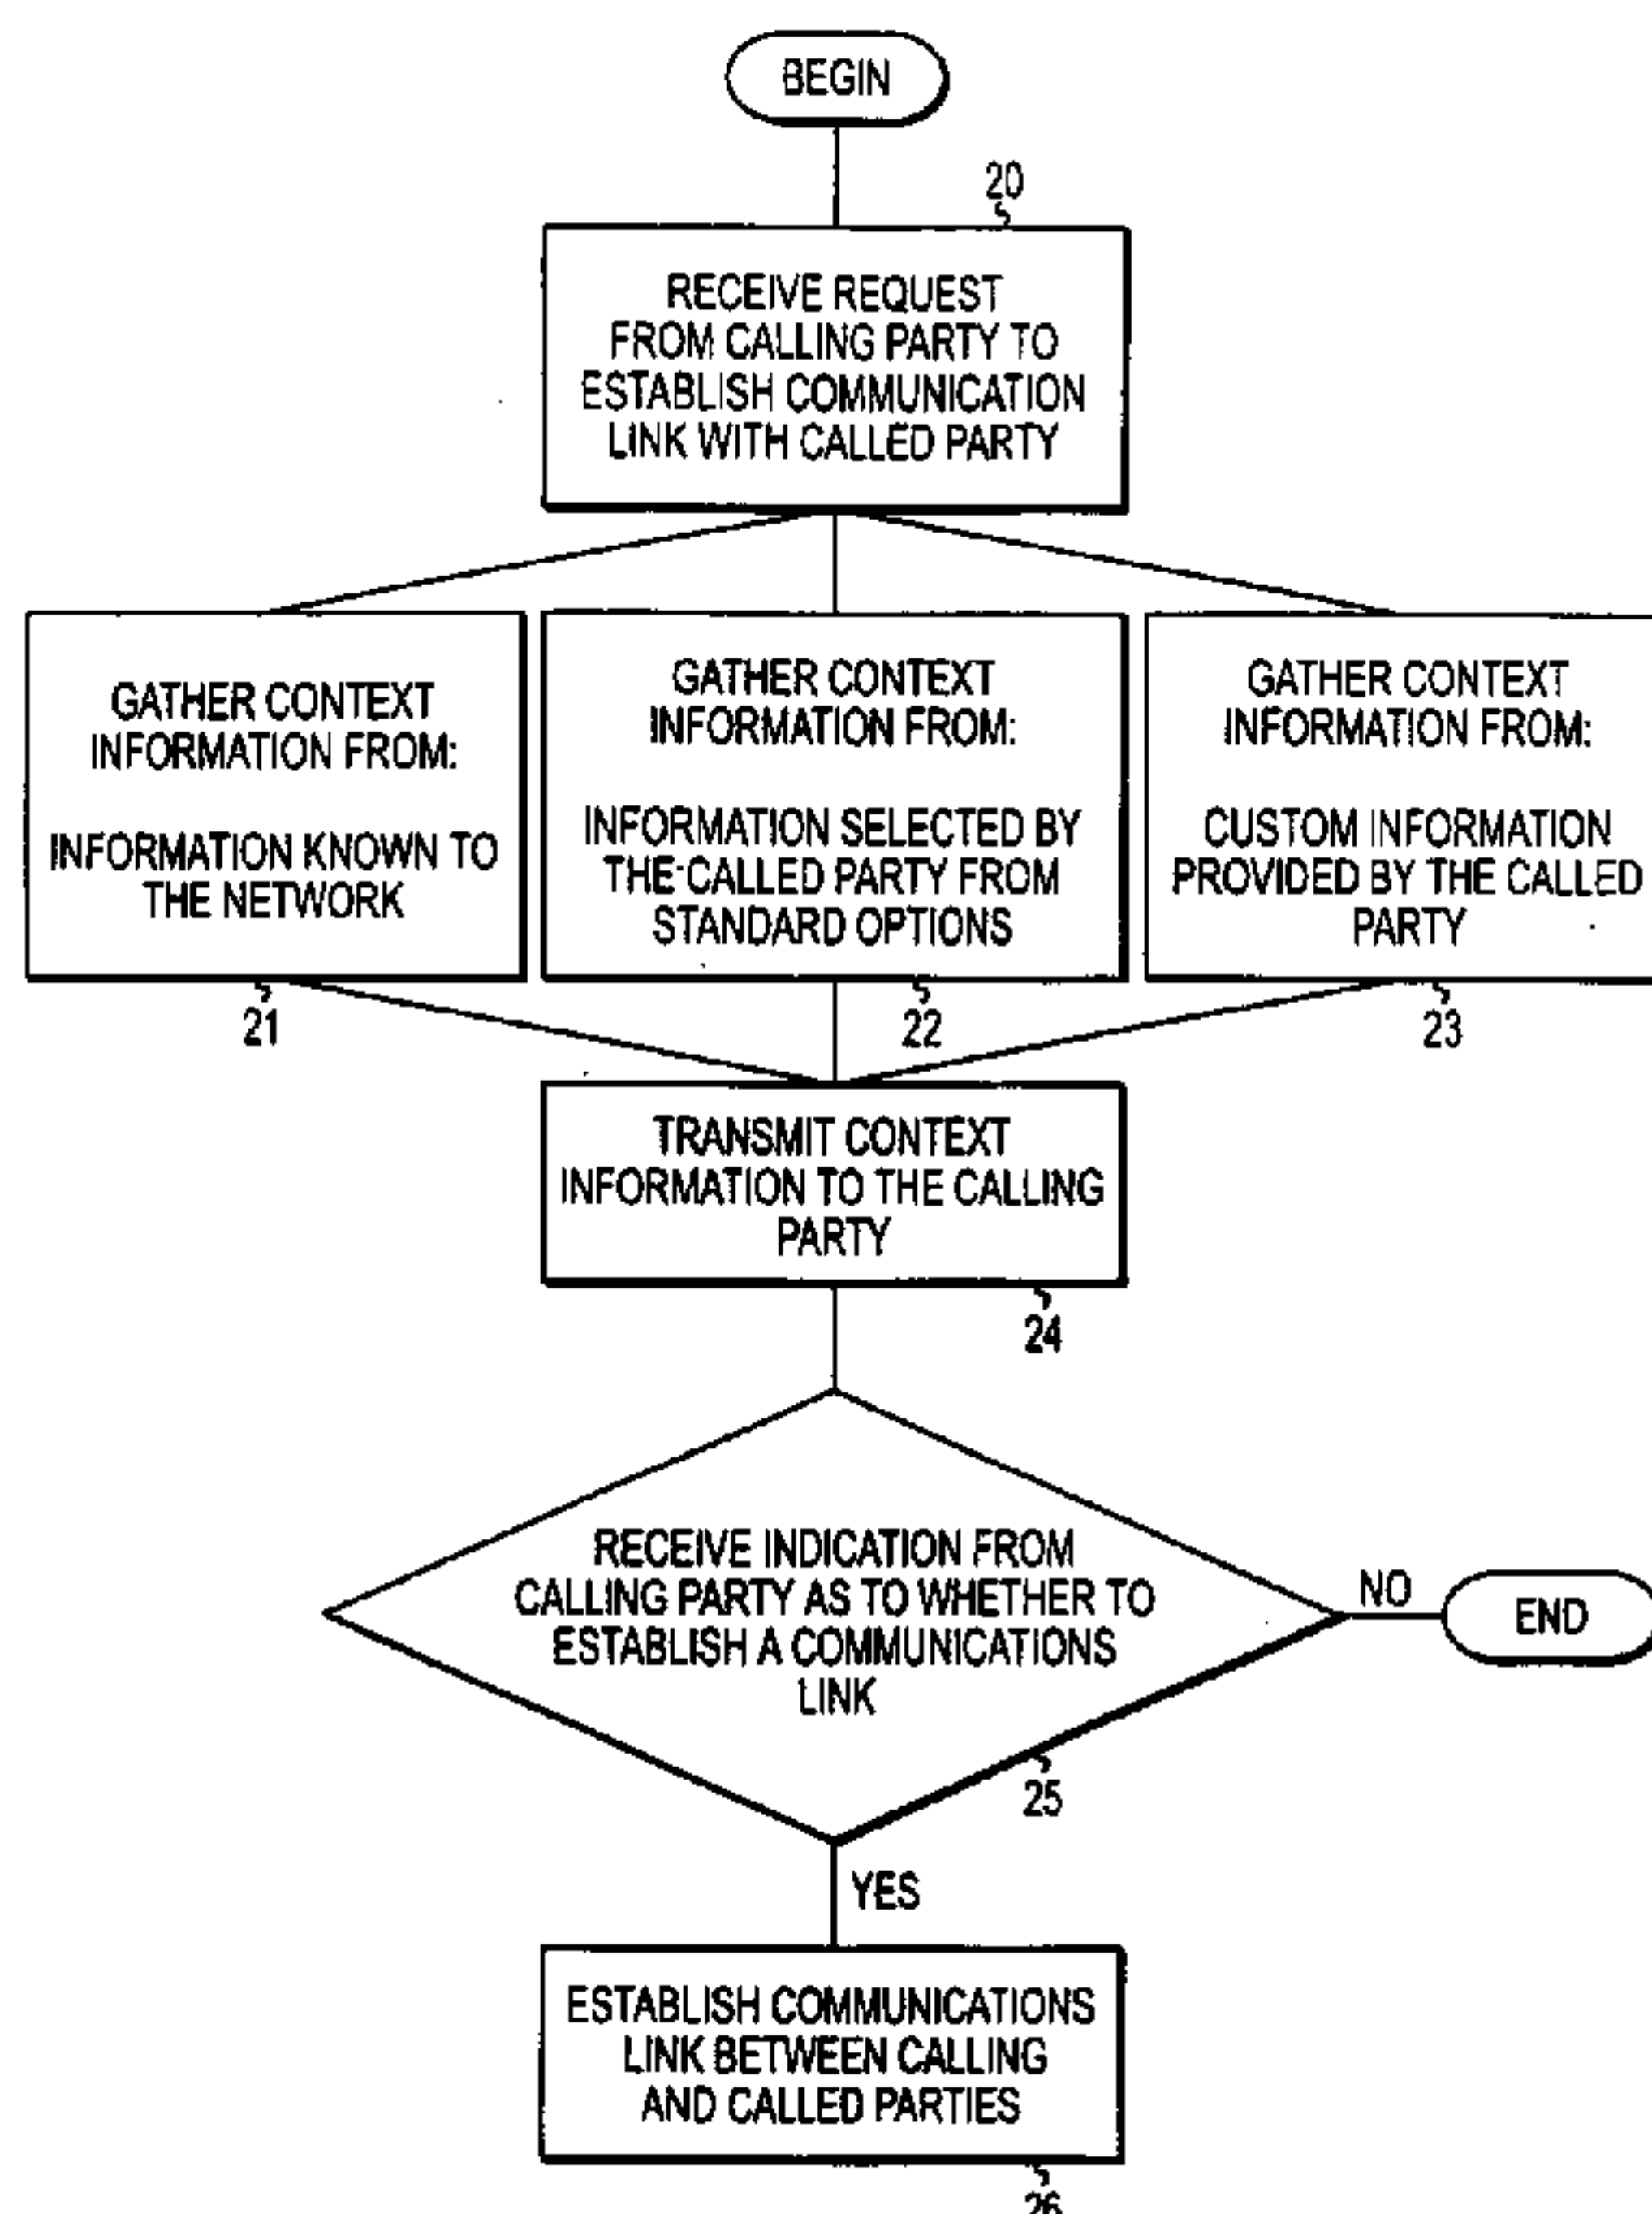 BEGIN
20
RECEIVE REQUEST
FROM CALLING PARTY TO
ESTABLISH COMMUNICATION
LINK WITH CALLED PARTY
GATHER CONTEXT
INFORMATION FROM:
INFORMATION KNOWN TO
THE NETWORK
21
GATHER CONTEXT
INFORMATION FROM:
INFORMATION SELECTED BY
THE CALLED PARTY FROM
STANDARD OPTIONS
22
GATHER CONTEXT
INFORMATION FROM:
CUSTOM INFORMATION
PROVIDED BY THE CALLED
PARTY
23
TRANSMIT CONTEXT
INFORMATION TO THE CALLING
PARTY
24
RECEIVE INDICATION FROM
CALLING PARTY AS TO WHETHER TO
ESTABLISH A COMMUNICATIONS
LINK
25
NO
END
YES
ESTABLISH COMMUNICATIONS
LINK BETWEEN CALLING
AND CALLED PARTIES
26